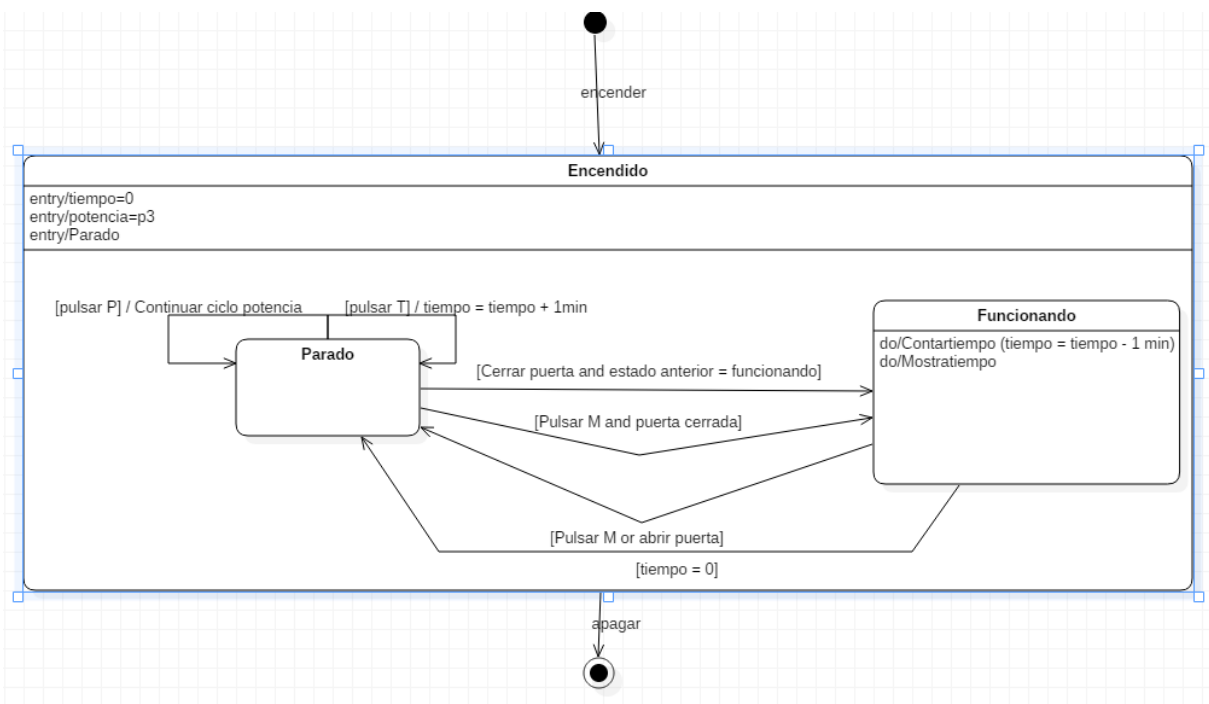 encender
Encendido
entry/tiempo=0
entry/potencia=p3
entry/Parado
[pulsar P] / Continuar ciclo potencia
[pulsar T] / tiempo = tiempo + 1min
Parado
Funcionando
do/Contartiempo (tiempo = tiempo - 1 min)
do/Mostratiempo
[Cerrar puerta and estado anterior = funcionando]
[Pulsar M and puerta cerrada]
[Pulsar M or abrir puerta]
[tiempo = 0]
apagar